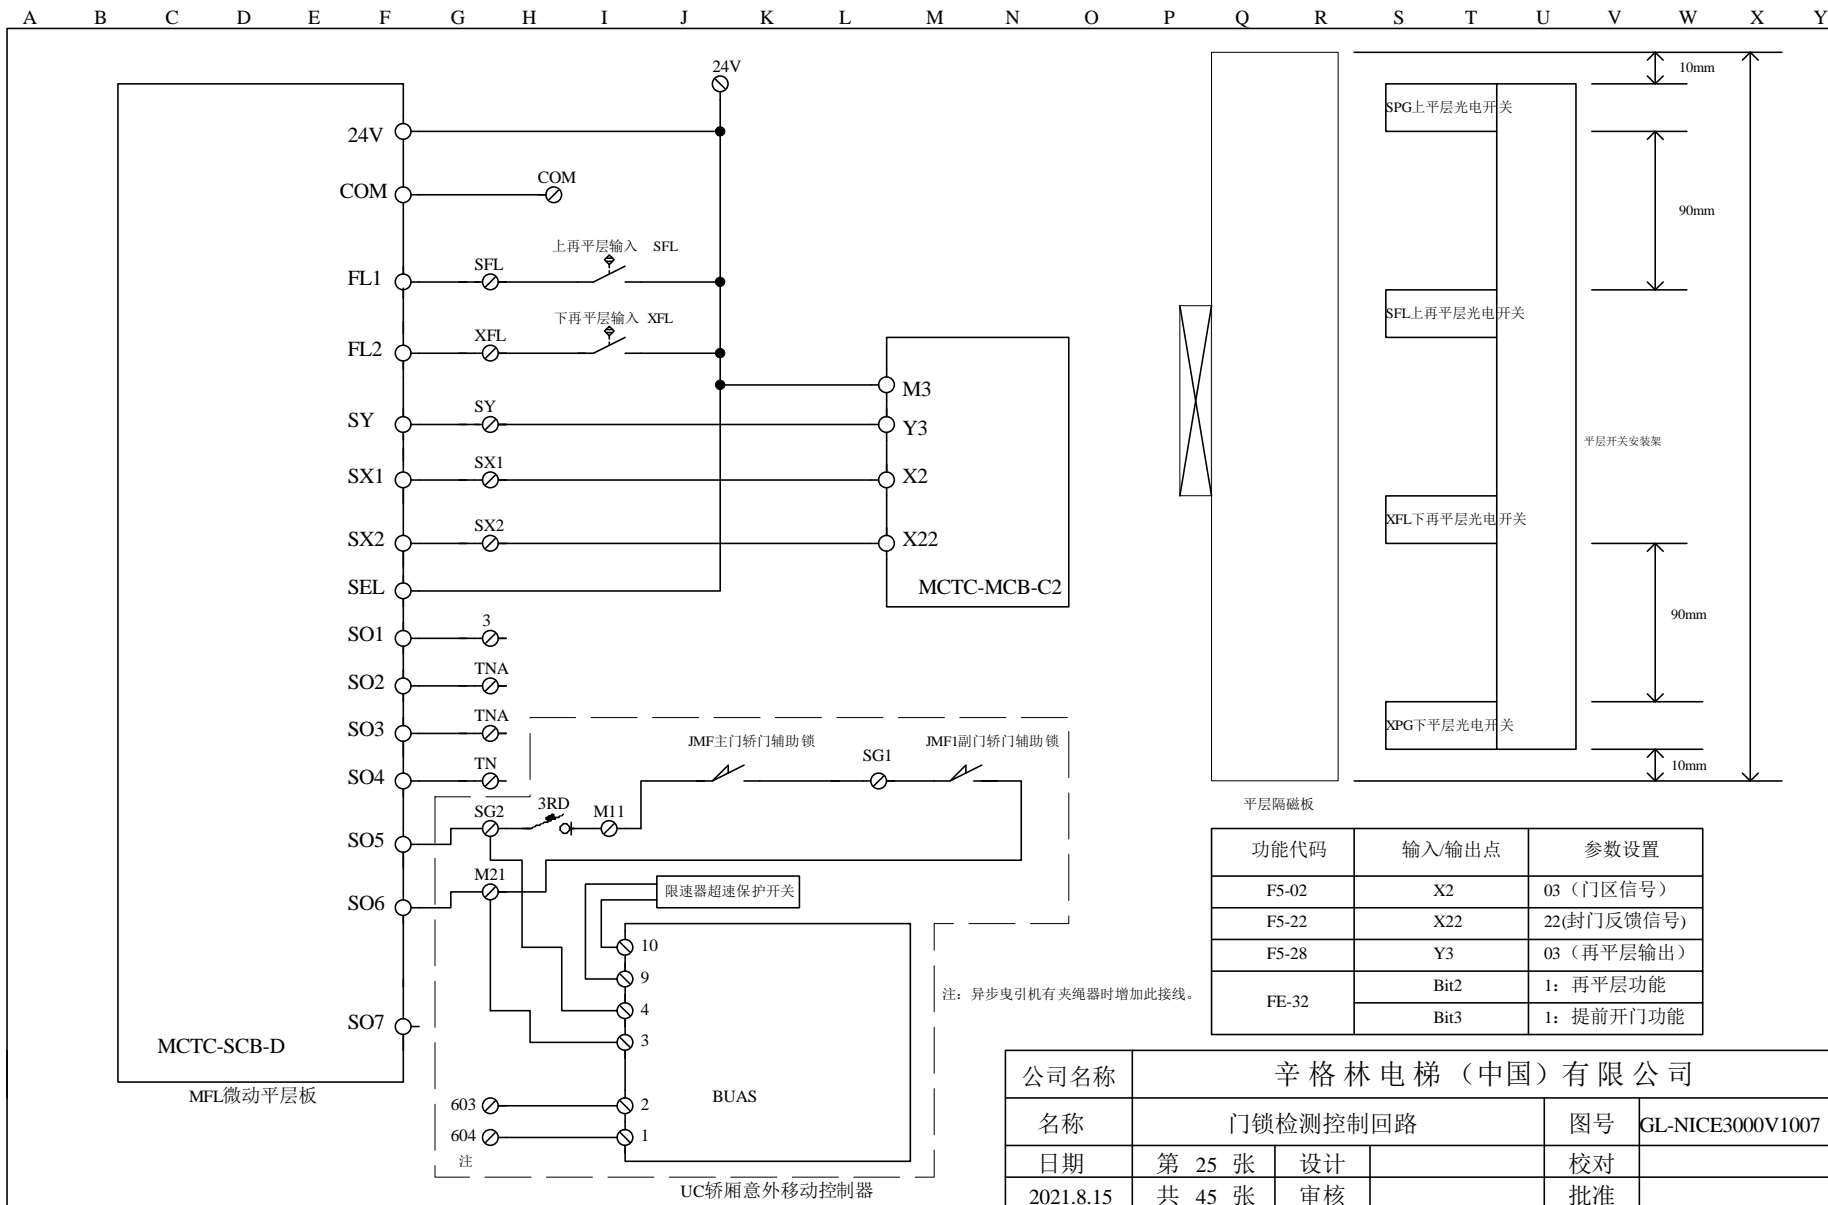 A B C D E F G H I J K L M N O P Q R S T U V W X Y
24V
10mm
SPG上平层光电开关
24V
COM
COM
90mm
上再平层输入 SFL
FL1
SFL
下再平层输入 XFL
SFL上再平层光电开关
FL2
XFL
M3
SY
SY
Y3
平层开关安装架
SX1
SX1
X2
XFL下再平层光电开关
SX2
SX2
X22
SEL
MCTC-MCB-C2
90mm
SO1
3
SO2
TNA
SO3
TNA
JMF主门轿门辅助锁
SG1
JMF1副门轿门辅助锁
XPG下平层光电开关
SO4
TN
10mm
SG2
3RD
M11
平层隔磁板
SO5
M21
限速器超速保护开关
SO6
10
9
4
3
注：异步曳引机有夹绳器时增加此接线。
SO7
MCTC-SCB-D
MFL微动平层板
BUAS
603
2
604
1
注
UC轿厢意外移动控制器
功能代码 输入/输出点 参数设置
F5-02 X2 03（门区信号）
F5-22 X22 22(封门反馈信号)
F5-28 Y3 03（再平层输出）
FE-32 Bit2 1：再平层功能
Bit3 1：提前开门功能
公司名称 辛格林电梯（中国）有限公司
名称 门锁检测控制回路 图号 GL-NICE3000V1007
日期 第 25 张 设计 校对
2021.8.15 共 45 张 审核 批准